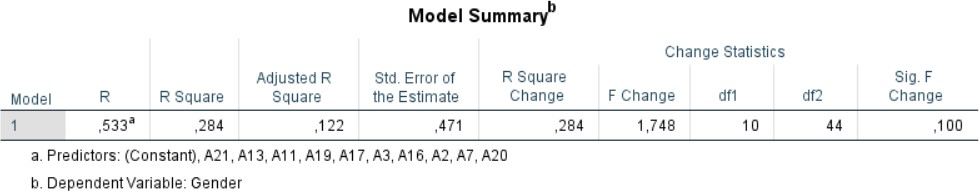 Model Summaryb
Change Statistics
Model R R Square Adjusted R Square Std. Error of the Estimate R Square Change F Change df1 df2 Sig. F Change
1 ,533a ,284 ,122 ,471 ,284 1,748 10 44 ,100
a. Predictors: (Constant), A21, A13, A11, A19, A17, A3, A16, A2, A7, A20
b. Dependent Variable: Gender